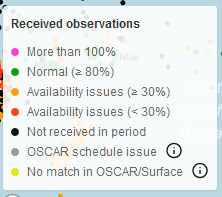 Received observations
More than 100%
Normal (≥ 80%)
Availability issues (≥ 30%)
Availability issues (< 30%)
Not received in period
OSCAR schedule issue
No match in OSCAR/Surface